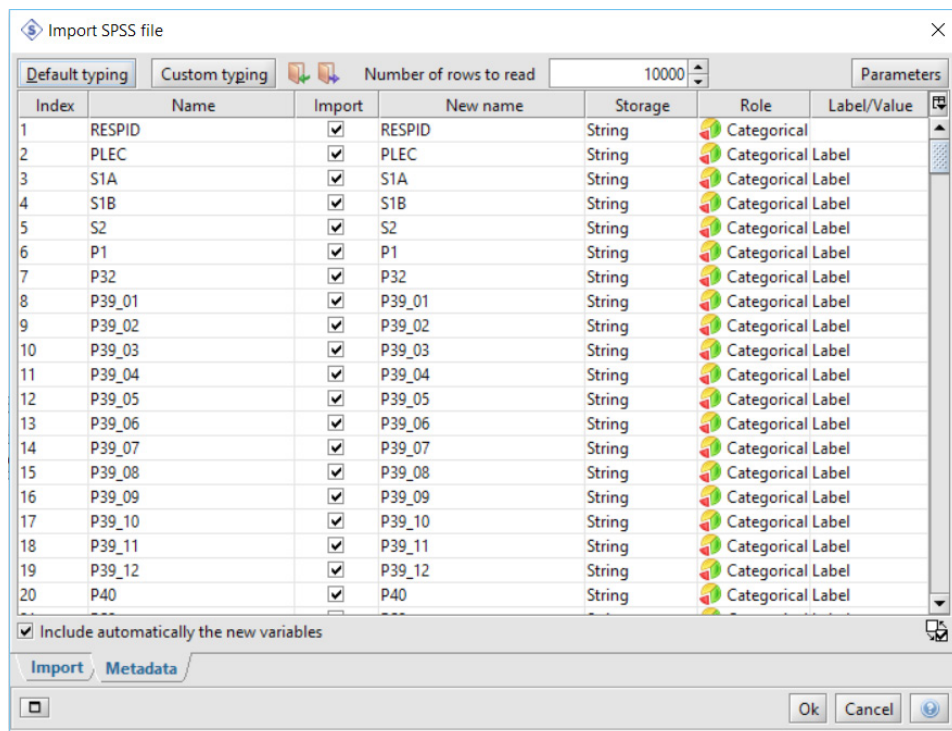 Import SPSS file
Default typing Custom typing Number of rows to read 10000 Parameters
Index Name Import New name Storage Role Label/Value
1 RESPID RESPID String Categorical
2 PLEC PLEC String Categorical Label
3 S1A S1A String Categorical Label
4 S1B S1B String Categorical Label
5 S2 S2 String Categorical Label
6 P1 P1 String Categorical Label
7 P32 P32 String Categorical Label
8 P39_01 P39_01 String Categorical Label
9 P39_02 P39_02 String Categorical Label
10 P39_03 P39_03 String Categorical Label
11 P39_04 P39_04 String Categorical Label
12 P39_05 P39_05 String Categorical Label
13 P39_06 P39_06 String Categorical Label
14 P39_07 P39_07 String Categorical Label
15 P39_08 P39_08 String Categorical Label
16 P39_09 P39_09 String Categorical Label
17 P39_10 P39_10 String Categorical Label
18 P39_11 P39_11 String Categorical Label
19 P39_12 P39_12 String Categorical Label
20 P40 P40 String Categorical Label
Include automatically the new variables
Import Metadata
Ok Cancel